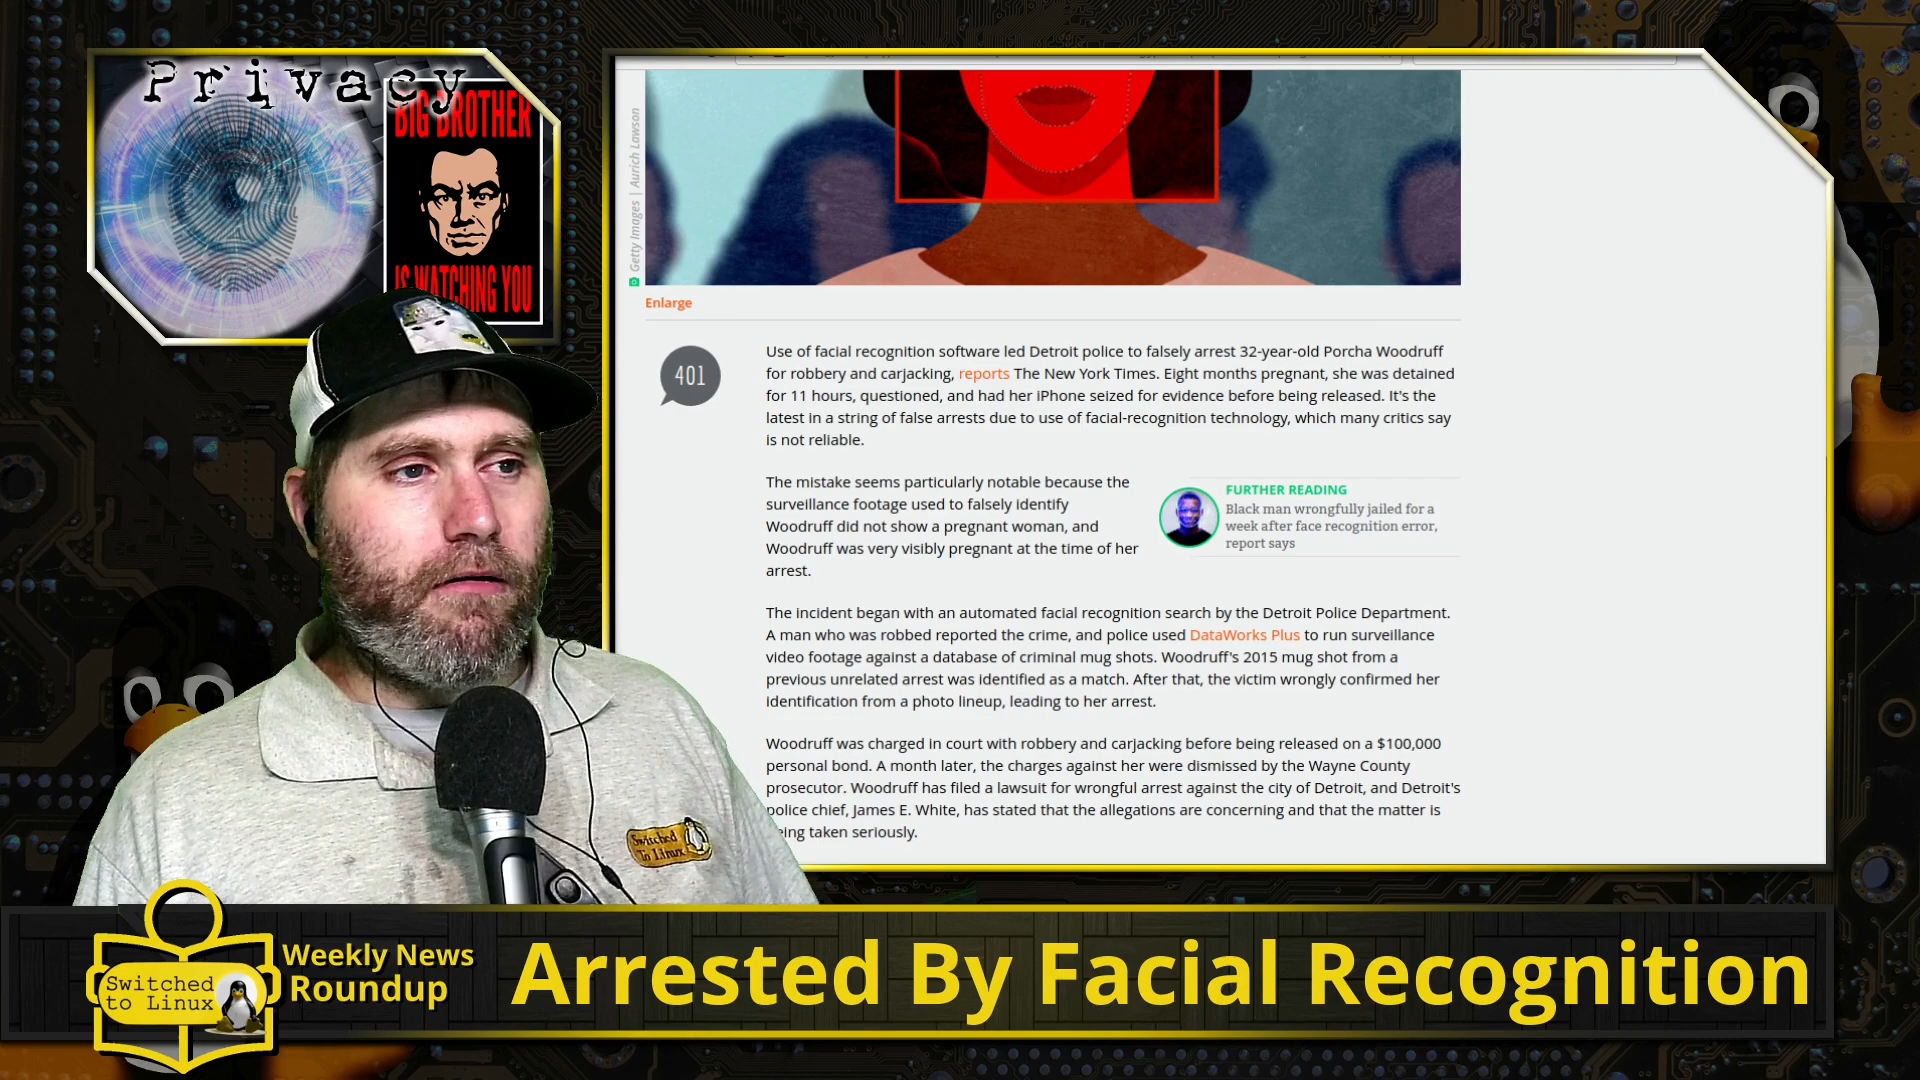 Privacy
BIG BROTHER
IS WATCHING YOU
Getty Images | Aurich Lawson
Enlarge
401
Use of facial recognition software led Detroit police to falsely arrest 32-year-old Porcha Woodruff
for robbery and carjacking, reports The New York Times. Eight months pregnant, she was detained
for 11 hours, questioned, and had her iPhone seized for evidence before being released. It's the
latest in a string of false arrests due to use of facial-recognition technology, which many critics say
is not reliable.
The mistake seems particularly notable because the
surveillance footage used to falsely identify
Woodruff did not show a pregnant woman, and
Woodruff was very visibly pregnant at the time of her
arrest.
FURTHER READING
Black man wrongfully jailed for a
week after face recognition error,
report says
The incident began with an automated facial recognition search by the Detroit Police Department.
A man who was robbed reported the crime, and police used DataWorks Plus to run surveillance
video footage against a database of criminal mug shots. Woodruff's 2015 mug shot from a
previous unrelated arrest was identified as a match. After that, the victim wrongly confirmed her
identification from a photo lineup, leading to her arrest.
Woodruff was charged in court with robbery and carjacking before being released on a $100,000
personal bond. A month later, the charges against her were dismissed by the Wayne County
prosecutor. Woodruff has filed a lawsuit for wrongful arrest against the city of Detroit, and Detroit's
police chief, James E. White, has stated that the allegations are concerning and that the matter is
eing taken seriously.
Switched
To Linux
Switched
to Linux
Weekly News
Roundup
Arrested By Facial Recognition